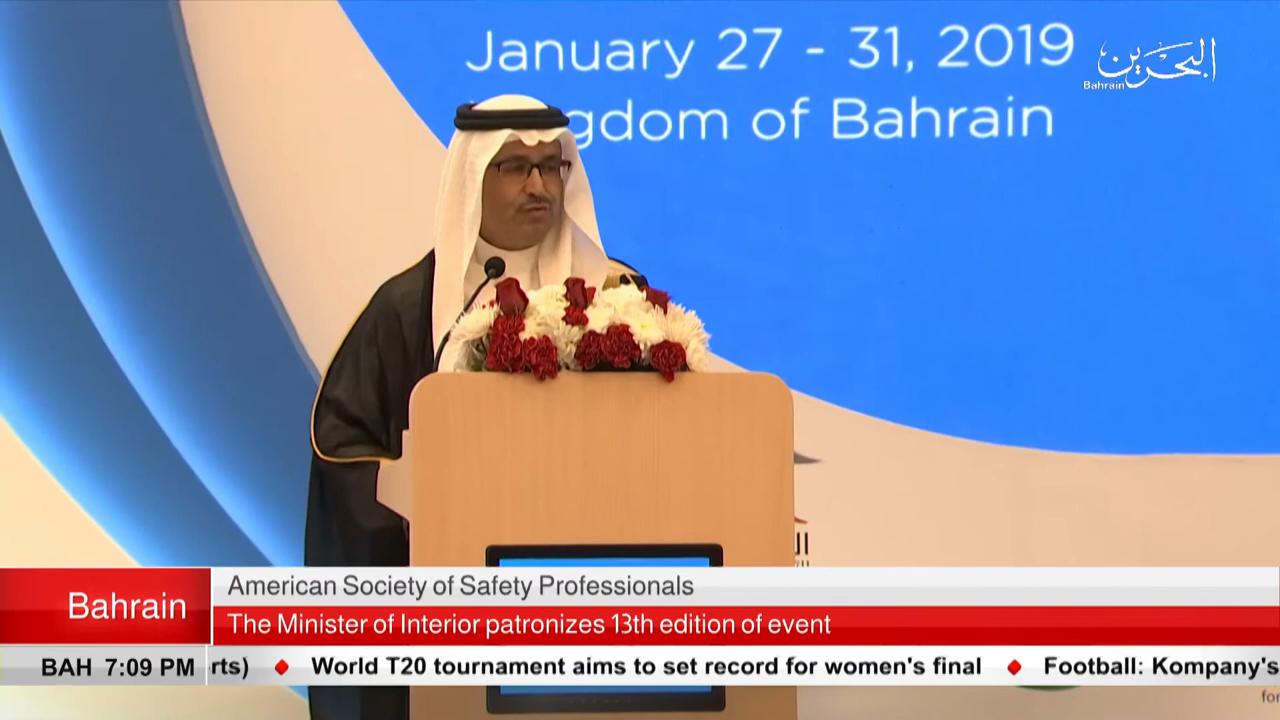 January 27 - 31, 2019
gdom of Bahrain
البحرين
Bahrain
ال
American Society of Safety Professionals
Bahrain
The Minister of Interior patronizes 13th edition of event
BAH 7:09 PM
rts) ♦ World T20 tournament aims to set record for women's final ♦ Football: Kompany's
for